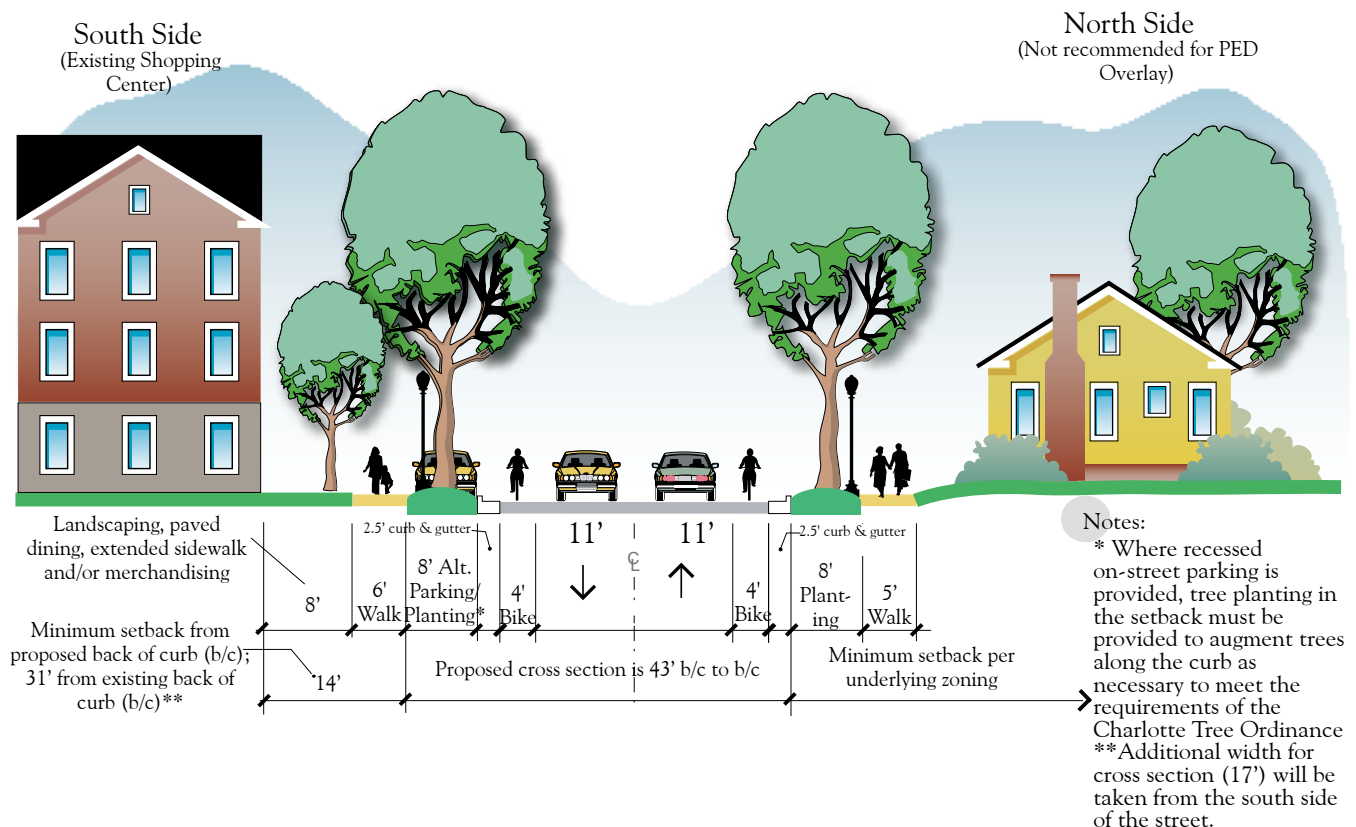 South Side
(Existing Shopping
Center)
North Side
(Not recommended for PED
Overlay)
Landscaping, paved
dining, extended sidewalk
and/or merchandising
8'
6'
Walk
8' Alt.
Parking/
Planting*
2.5' curb & gutter
4'
Bike
11'
℄
11'
4'
Bike
2.5' curb & gutter
8'
Plant-
ing
5'
Walk
Minimum setback from
proposed back of curb (b/c);
31' from existing back of
curb (b/c)**
14'
Proposed cross section is 43' b/c to b/c
Minimum setback per
underlying zoning
Notes:
* Where recessed
on-street parking is
provided, tree planting in
the setback must be
provided to augment trees
along the curb as
necessary to meet the
requirements of the
Charlotte Tree Ordinance
**Additional width for
cross section (17') will be
taken from the south side
of the street.